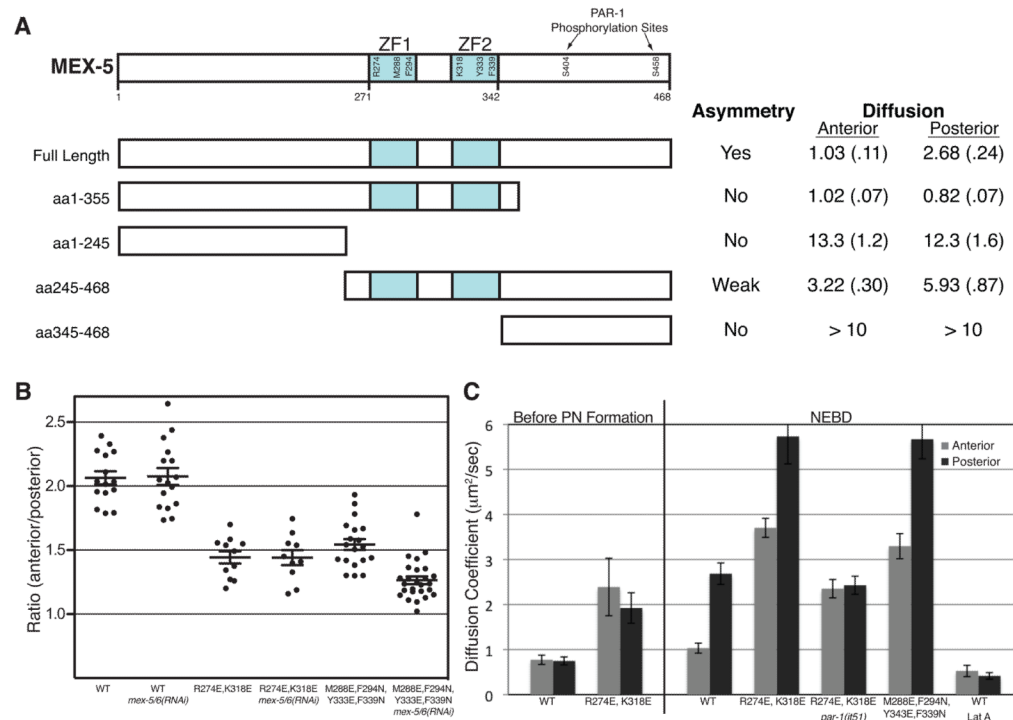 A
PAR-1
Phosphorylation Sites
ZF1
ZF2
MEX-5
R274
M288
F294
K318
Y333
F339
S404
S458
1
271
342
468
Asymmetry
Diffusion
Anterior
Posterior
Full Length
Yes
1.03 (.11)
2.68 (.24)
aa1-355
No
1.02 (.07)
0.82 (.07)
aa1-245
No
13.3 (1.2)
12.3 (1.6)
aa245-468
Weak
3.22 (.30)
5.93 (.87)
aa345-468
No
> 10
> 10
B
Ratio (anterior/posterior)
2.5
2.0
1.5
1.0
WT
WT
mex-5/6(RNAi)
R274E,K318E
R274E,K318E
mex-5/6(RNAi)
M288E,F294N,
Y333E,F339N
M288E,F294N,
Y333E,F339N
mex-5/6(RNAi)
C
Before PN Formation
NEBD
Diffusion Coefficient (μm²/sec)
6
5
4
3
2
1
0
Anterior
Posterior
WT
R274E, K318E
WT
R274E, K318E
R274E, K318E
par-1(it51)
M288E,F294N,
Y343E,F339N
WT
Lat A